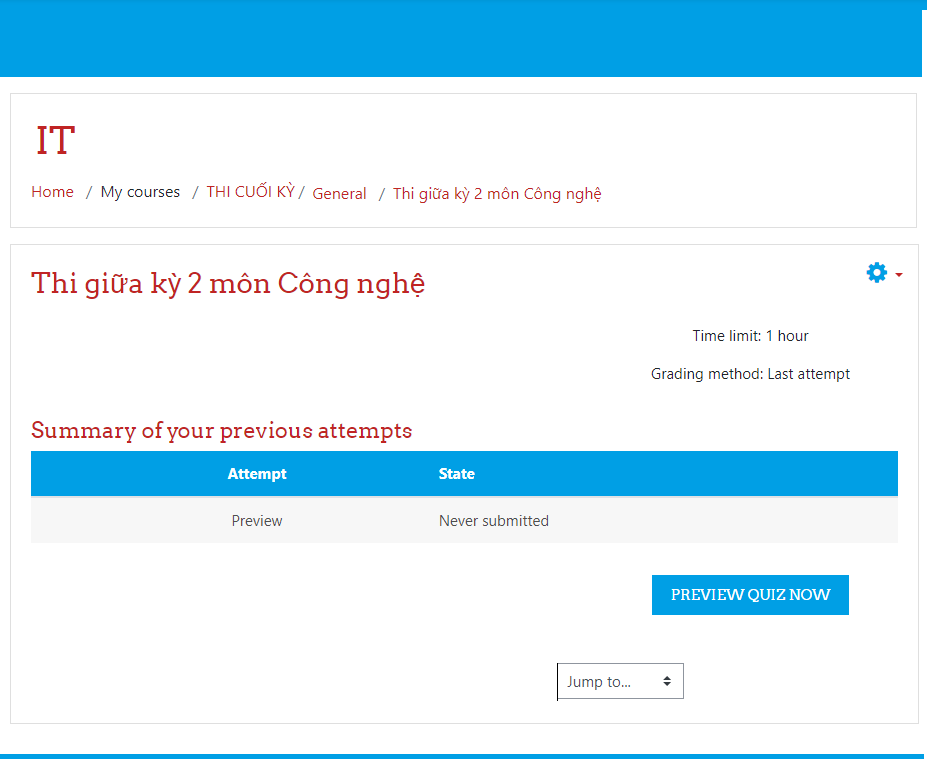 IT
Home / My courses / THI CUỐI KỲ / General / Thi giữa kỳ 2 môn Công nghệ
Thi giữa kỳ 2 môn Công nghệ
Time limit: 1 hour
Grading method: Last attempt
Summary of your previous attempts
Attempt State
Preview Never submitted
PREVIEW QUIZ NOW
Jump to...